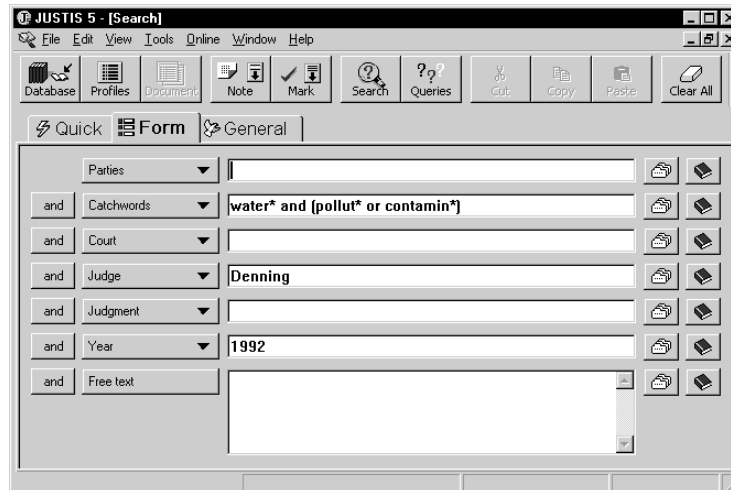 JUSTIS 5 - [Search]
File Edit View Tools Online Window Help
Database Profiles Document Note Mark Search Queries Cut Copy Paste Clear All
Quick Form General
Parties
and Catchwords water* and (pollut* or contamin*)
and Court
and Judge Denning
and Judgment
and Year 1992
and Free text